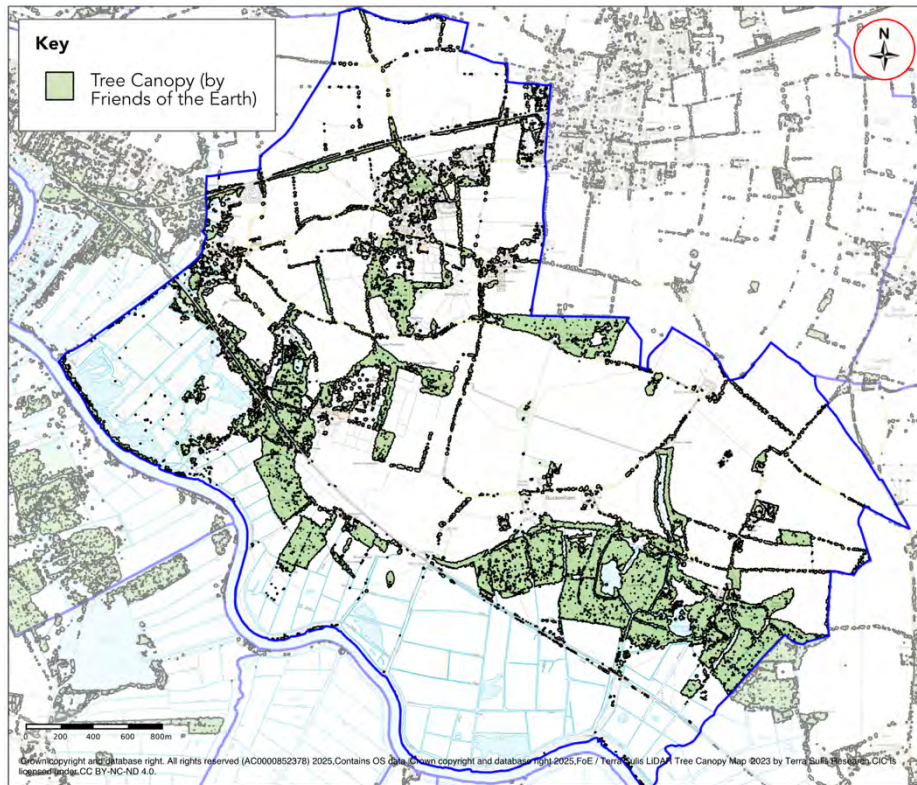 Key
Tree Canopy (by
Friends of the Earth)
N
Buckenham
0 200 400 600 800m
Crown copyright and database right. All rights reserved (AC0000852378) 2025,Contains OS data Crown copyright and database right 2025,FoE / Terra Sulis LiDAR Tree Canopy Map 2023 by Terra Sulis Research CIC is
licensed under CC BY-NC-ND 4.0.